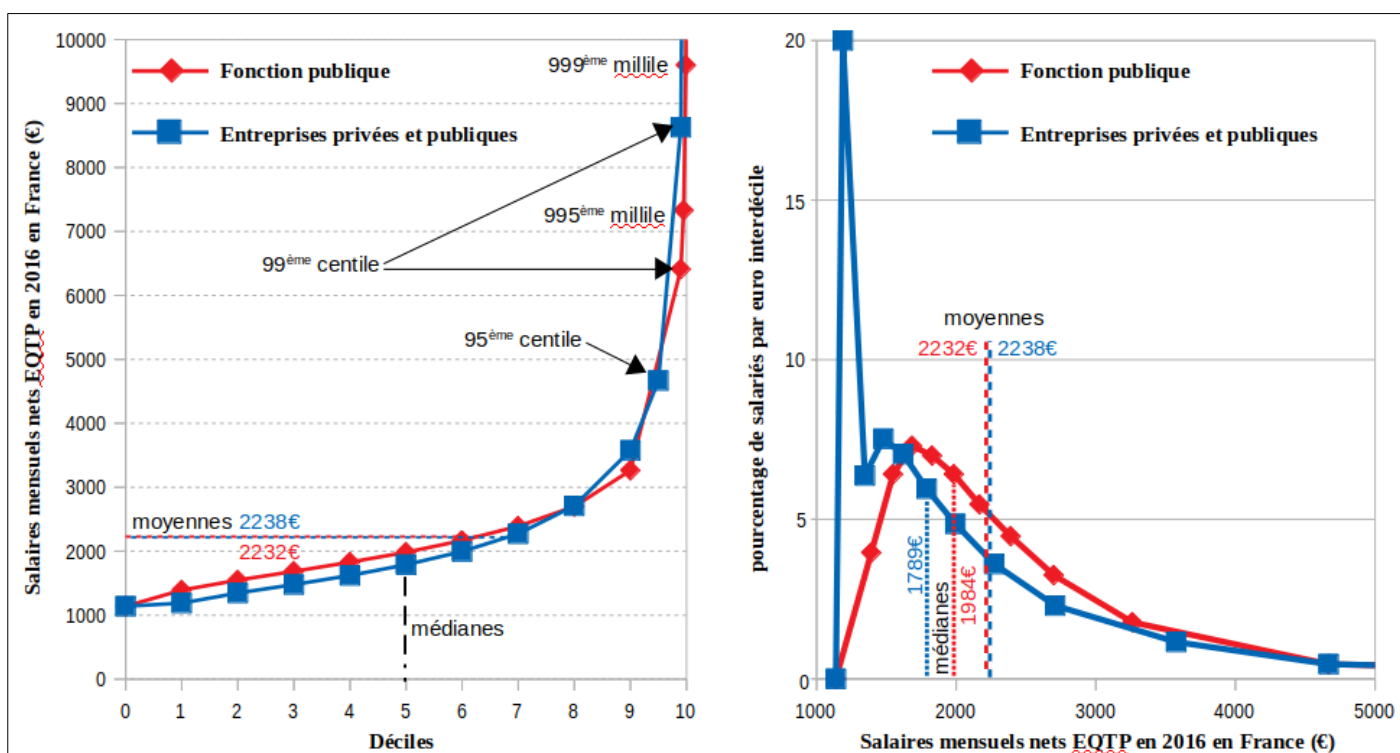 Salaires mensuels nets EQTP en 2016 en France (€)
10000
9000
8000
7000
6000
5000
4000
3000
2000
1000
0
Fonction publique
Entreprises privées et publiques
999ème millile
995ème millile
99ème centile
95ème centile
moyennes 2238€
2232€
médianes
0 1 2 3 4 5 6 7 8 9 10
Déciles
pourcentage de salariés par euro interdécile
20
15
10
5
0
Fonction publique
Entreprises privées et publiques
moyennes
2232€ 2238€
1789€
médianes
1984€
1000 2000 3000 4000 5000
Salaires mensuels nets EQTP en 2016 en France (€)